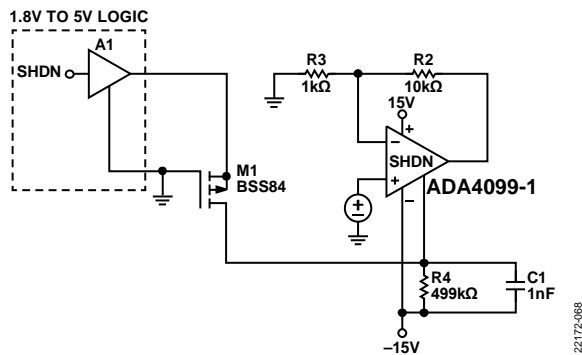 1.8V TO 5V LOGIC
A1
SHDN
R3
1kΩ
R2
10kΩ
15V
+
−
SHDN
+
−
ADA4099-1
M1
BSS84
+
−
R4
499kΩ
C1
1nF
−15V
22172-068